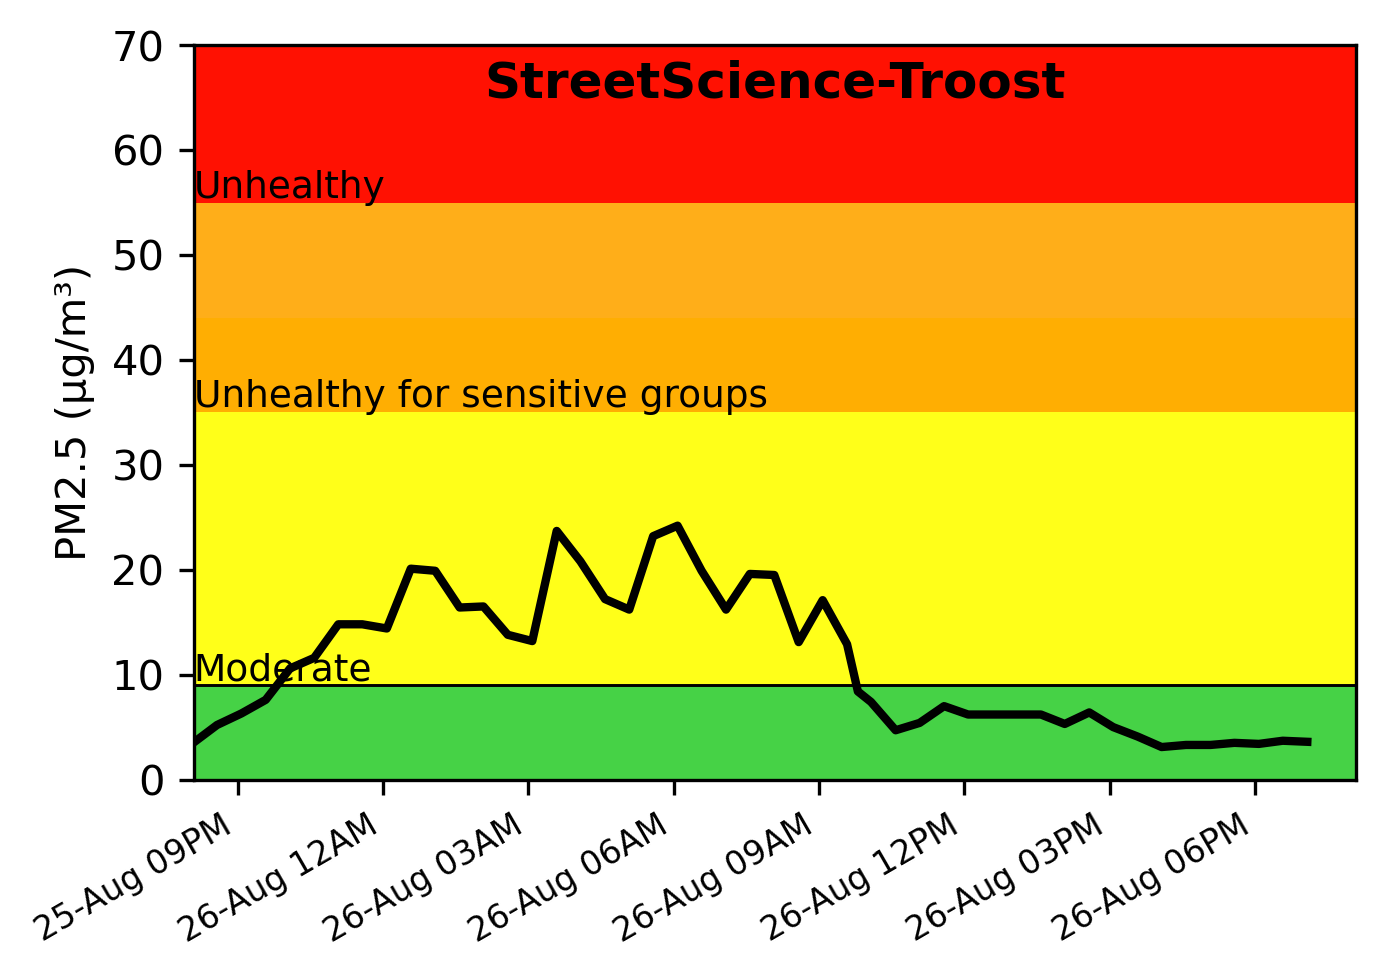 StreetScience-Troost
70
60
50
40
30
20
10
0
PM2.5 (µg/m³)
Unhealthy
Unhealthy for sensitive groups
Moderate
25-Aug 09PM
26-Aug 12AM
26-Aug 03AM
26-Aug 06AM
26-Aug 09AM
26-Aug 12PM
26-Aug 03PM
26-Aug 06PM